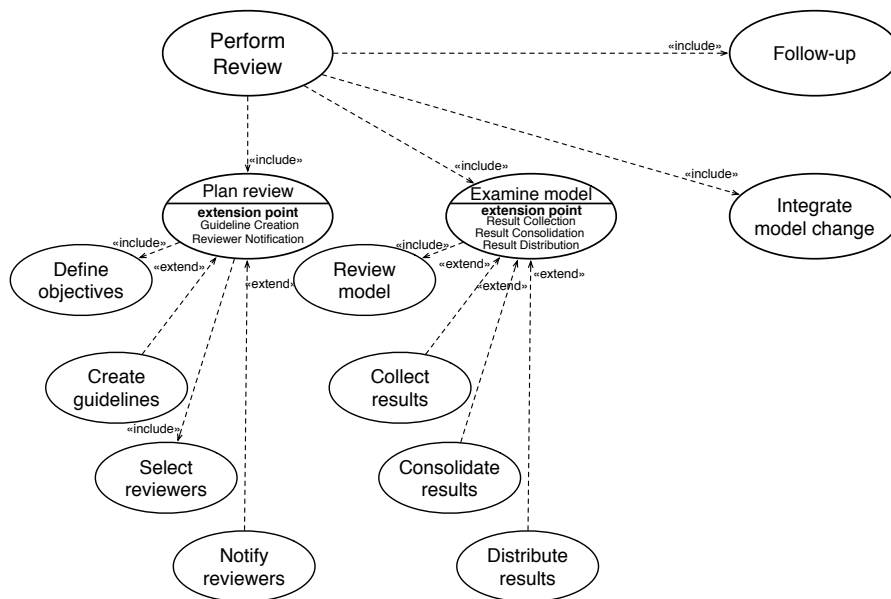 Perform
Review
«include»
Follow-up
«include»
«include»
«include»
Plan review
extension point
Guideline Creation
Reviewer Notification
Examine model
extension point
Result Collection
Result Consolidation
Result Distribution
Integrate
model change
«include»
Define
objectives
«extend»
«extend»
«include»
Review
model
«extend»
«extend»
«extend»
Create
guidelines
Collect
results
«include»
Select
reviewers
Consolidate
results
Notify
reviewers
Distribute
results